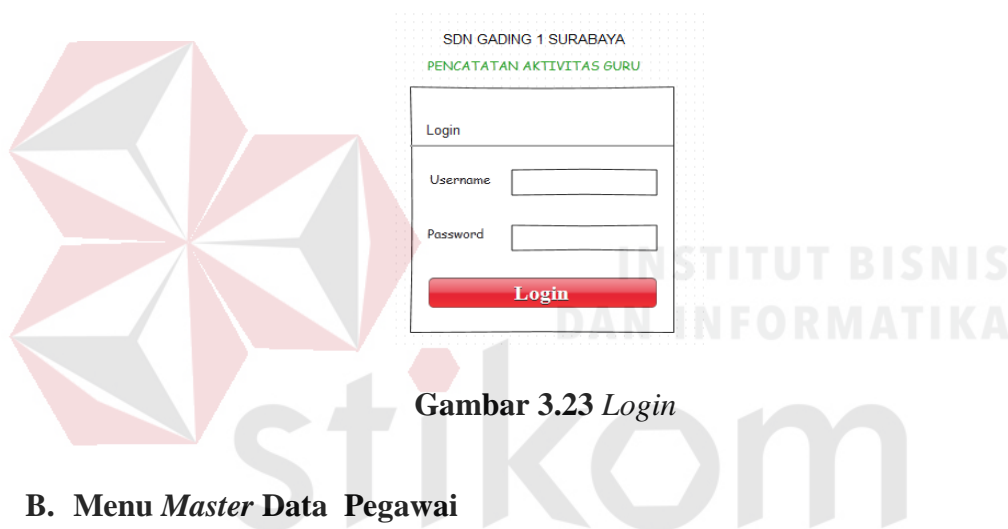 SDN GADING 1 SURABAYA
PENCATATAN AKTIVITAS GURU
Login
Username
Password
Login
INSTITUT BISNIS
DAN INFORMATIKA
stikom
Gambar 3.23 Login
B. Menu Master Data Pegawai